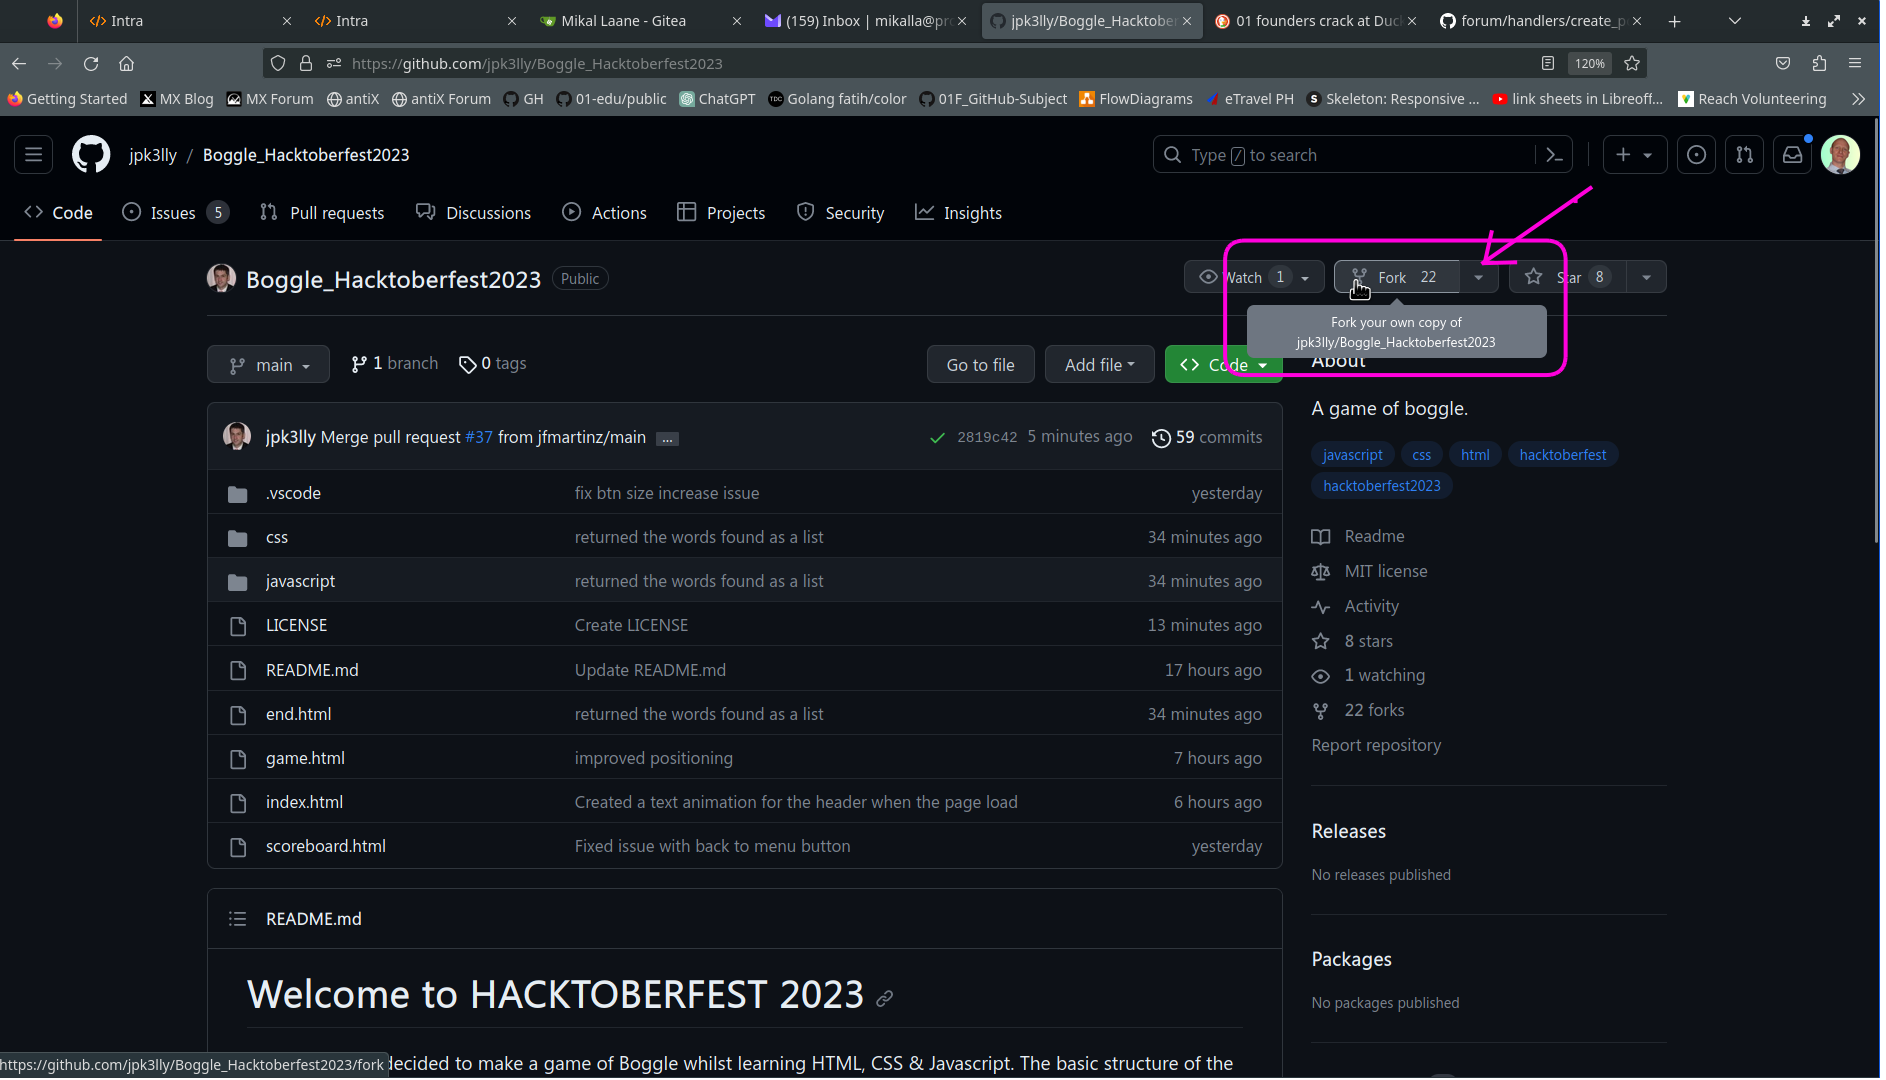 Intra
Intra
Mikal Laane - Gitea
(159) Inbox | mikalla@pro
jpk3lly/Boggle_Hacktober
01 founders crack at Duc
forum/handlers/create_p
https://github.com/jpk3lly/Boggle_Hacktoberfest2023
120%
Getting Started
MX Blog
MX Forum
antiX
antiX Forum
GH
01-edu/public
ChatGPT
Golang fatih/color
01F_GitHub-Subject
FlowDiagrams
eTravel PH
Skeleton: Responsive ...
link sheets in Libreoff...
Reach Volunteering
jpk3lly / Boggle_Hacktoberfest2023
Type / to search
Code
Issues 5
Pull requests
Discussions
Actions
Projects
Security
Insights
Boggle_Hacktoberfest2023 Public
Watch 1
Fork 22
Star 8
Fork your own copy of
jpk3lly/Boggle_Hacktoberfest2023
main
1 branch
0 tags
Go to file
Add file
Code
About
A game of boggle.
javascript css html hacktoberfest
hacktoberfest2023
Readme
MIT license
Activity
8 stars
1 watching
22 forks
Report repository
Releases
No releases published
Packages
No packages published
jpk3lly Merge pull request #37 from jfmartinz/main ... 2819c42 5 minutes ago 59 commits
.vscode fix btn size increase issue yesterday
css returned the words found as a list 34 minutes ago
javascript returned the words found as a list 34 minutes ago
LICENSE Create LICENSE 13 minutes ago
README.md Update README.md 17 hours ago
end.html returned the words found as a list 34 minutes ago
game.html improved positioning 7 hours ago
index.html Created a text animation for the header when the page load 6 hours ago
scoreboard.html Fixed issue with back to menu button yesterday
README.md
Welcome to HACKTOBERFEST 2023
decided to make a game of Boggle whilst learning HTML, CSS & Javascript. The basic structure of the
https://github.com/jpk3lly/Boggle_Hacktoberfest2023/fork